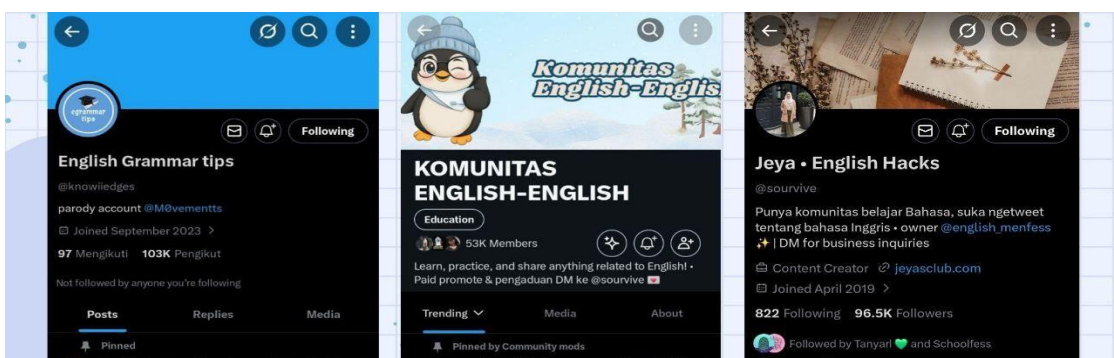 egrammar
tips
Following
English Grammar tips
@knowiiedges
parody account @M0vementts
Joined September 2023 >
97 Mengikuti 103K Pengikut
Not followed by anyone you're following
Posts Replies Media
Pinned
Komunitas
English-Englis
KOMUNITAS
ENGLISH-ENGLISH
Education
53K Members
Learn, practice, and share anything related to English! •
Paid promote & pengaduan DM ke @sourvive 💌
Trending Media About
Pinned by Community mods
Following
Jeya • English Hacks
@sourvive
Punya komunitas belajar Bahasa, suka ngetweet
tentang bahasa Inggris • owner @english_menfess
✨ | DM for business inquiries
Content Creator jeyasclub.com
Joined April 2019 >
822 Following 96.5K Followers
Followed by Tanyarl 💚 and Schoolfess